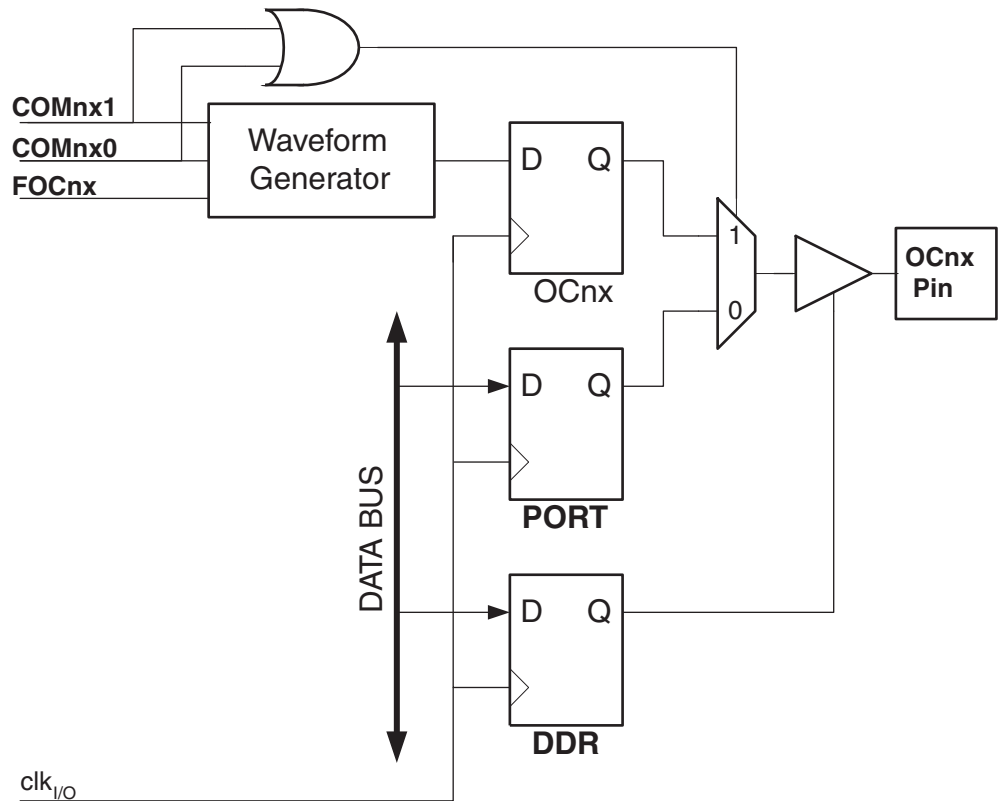 COMnx1
COMnx0
FOCnx
Waveform
Generator
D Q
OCnx
1
0
OCnx
Pin
D Q
PORT
DATA BUS
D Q
DDR
clkI/O